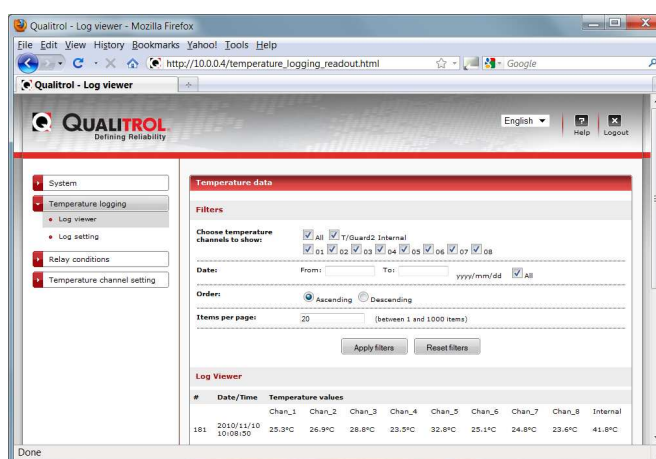 Qualitrol - Log viewer - Mozilla Firefox
File Edit View History Bookmarks Yahoo! Tools Help
http://10.0.0.4/temperature_logging_readout.html
Google
Qualitrol - Log viewer
QUALITROL
Defining Reliability
English
Help
Logout
System
Temperature logging
Log viewer
Log setting
Relay conditions
Temperature channel setting
Temperature data
Filters
Choose temperature channels to show:
All T/Guard2 Internal
01 02 03 04 05 06 07 08
Date: From: To: yyyy/mm/dd All
Order: Ascending Descending
Items per page: 20 (between 1 and 1000 items)
Apply filters Reset filters
Log Viewer
# Date/Time Temperature values
Chan_1 Chan_2 Chan_3 Chan_4 Chan_5 Chan_6 Chan_7 Chan_8 Internal
181 2010/11/10 10:08:50 25.3°C 26.9°C 28.8°C 23.5°C 32.8°C 25.1°C 24.8°C 23.6°C 41.8°C
Done